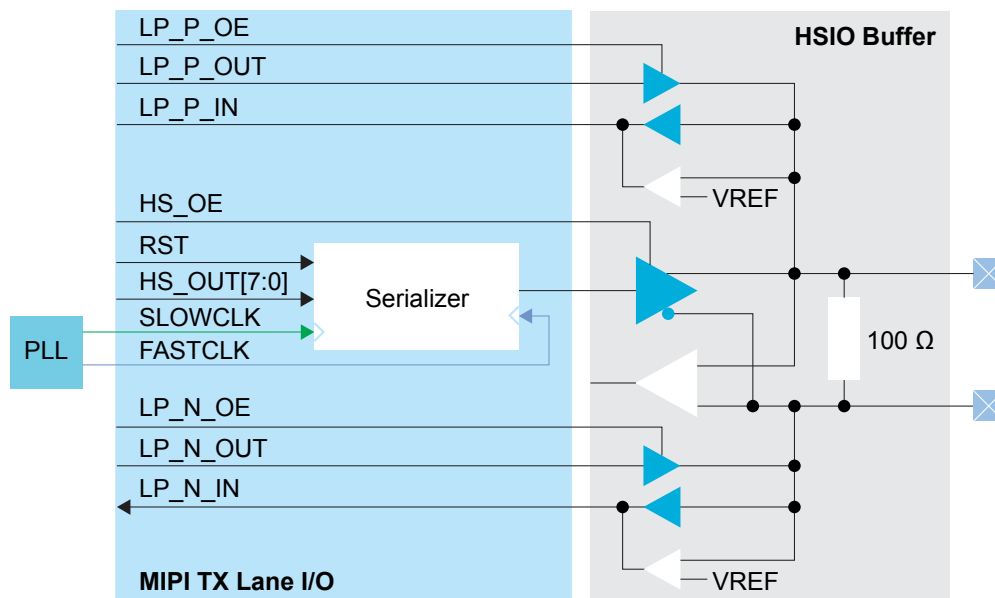 LP_P_OE
HSIO Buffer
LP_P_OUT
LP_P_IN
VREF
HS_OE
RST
HS_OUT[7:0]
Serializer
SLOWCLK
PLL
FASTCLK
100 Ω
LP_N_OE
LP_N_OUT
LP_N_IN
MIPI TX Lane I/O
VREF